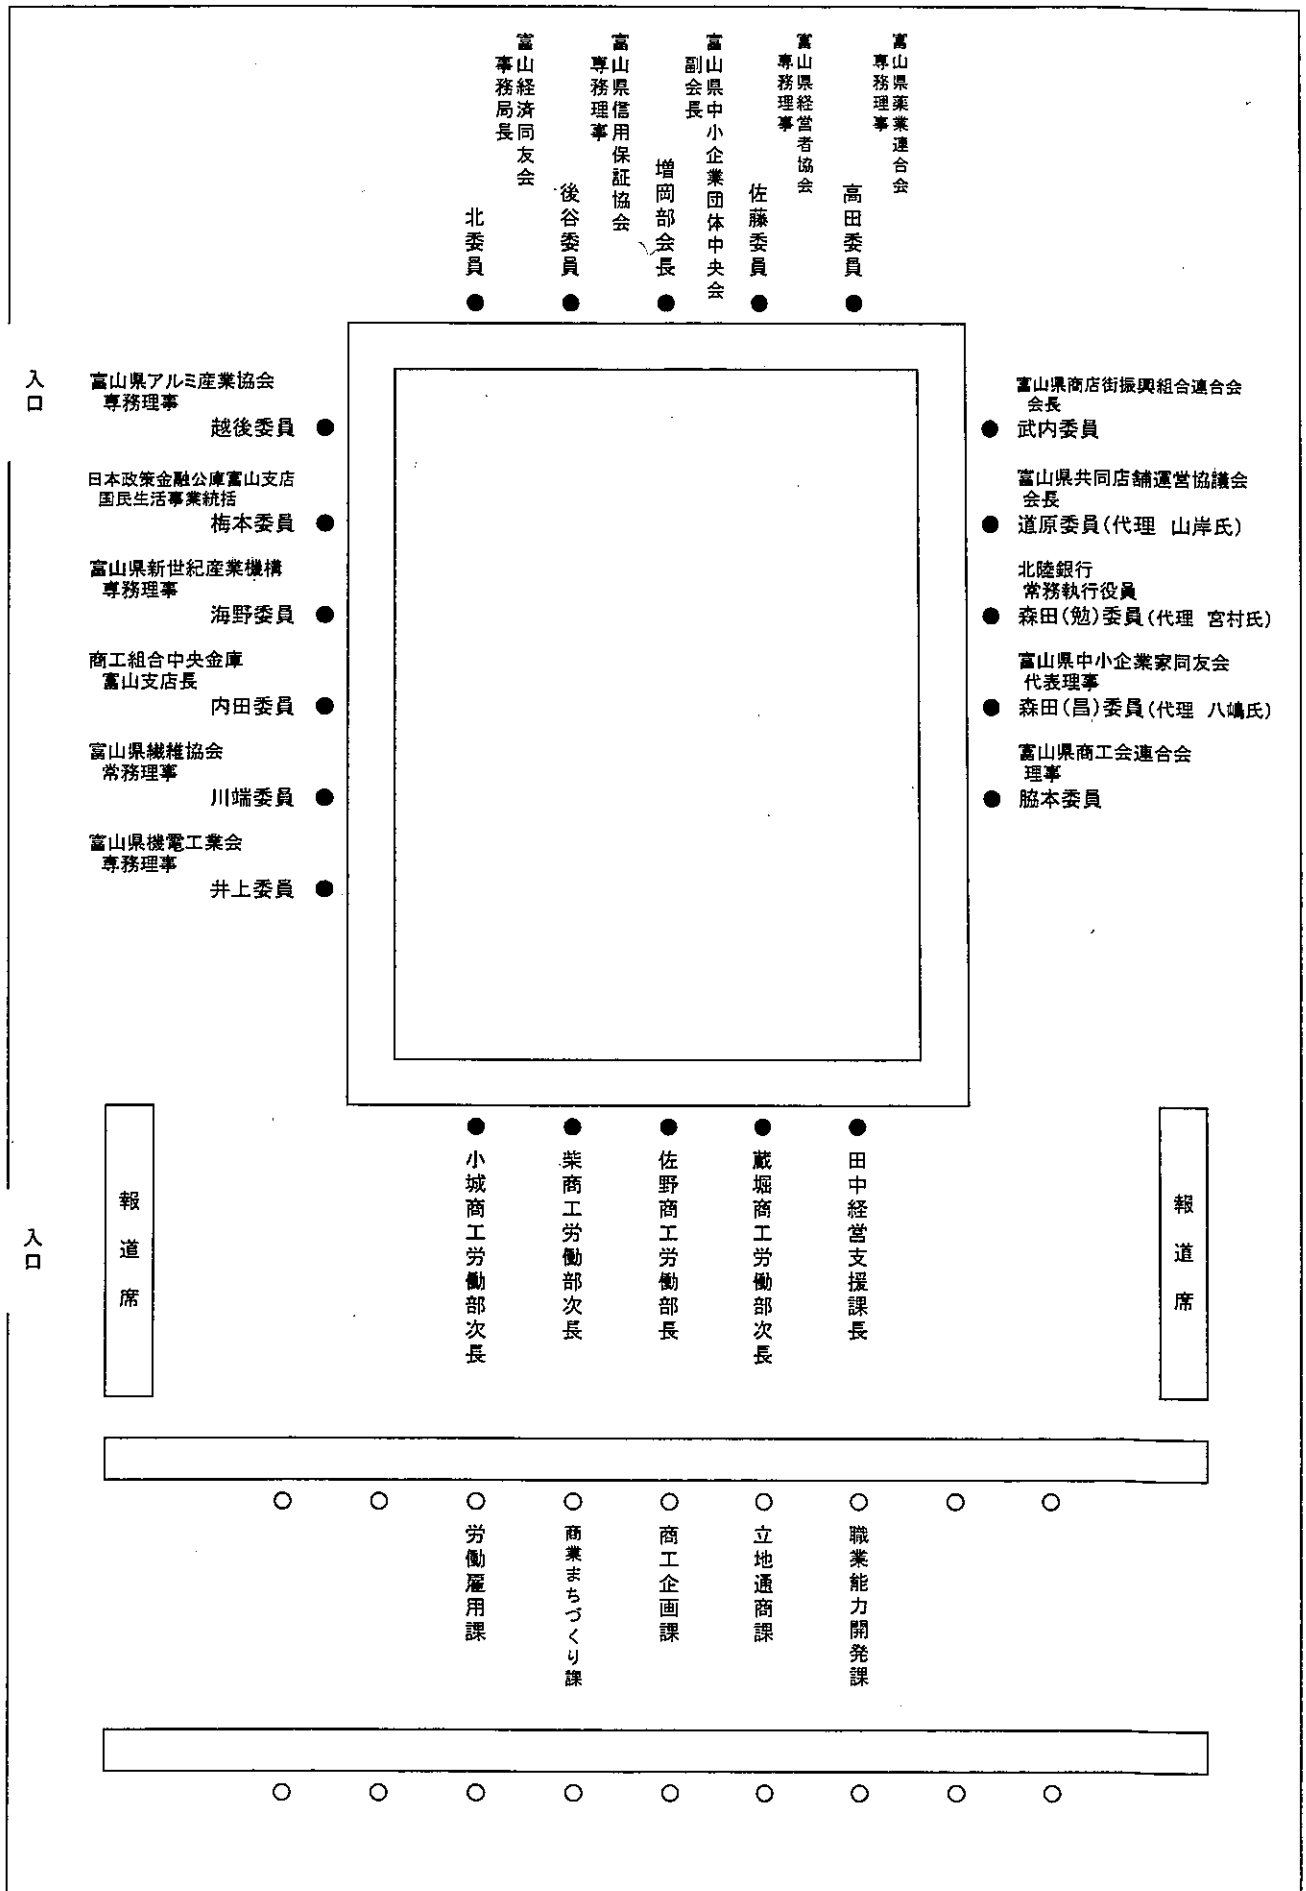 富山県薬業連合会
専務理事
高田委員
富山県経営者協会
専務理事
佐藤委員
富山県中小企業団体中央会
副会長
増岡部会長
富山県信用保証協会
専務理事
後谷委員
富山経済同友会
事務局長
北委員
入口
富山県アルミ産業協会
専務理事
越後委員
日本政策金融公庫富山支店
国民生活事業統括
梅本委員
富山県新世紀産業機構
専務理事
海野委員
商工組合中央金庫
富山支店長
内田委員
富山県繊維協会
常務理事
川端委員
富山県機電工業会
専務理事
井上委員
富山県商店街振興組合連合会
会長
武内委員
富山県共同店舗運営協議会
会長
道原委員(代理 山岸氏)
北陸銀行
常務執行役員
森田(勉)委員(代理 宮村氏)
富山県中小企業家同友会
代表理事
森田(昌)委員(代理 八嶋氏)
富山県商工会連合会
理事
脇本委員
入口
報道席
小城商工労働部次長
柴商工労働部次長
佐野商工労働部長
蔵堀商工労働部次長
田中経営支援課長
報道席
労働雇用課
商業まちづくり課
商工企画課
立地通商課
職業能力開発課